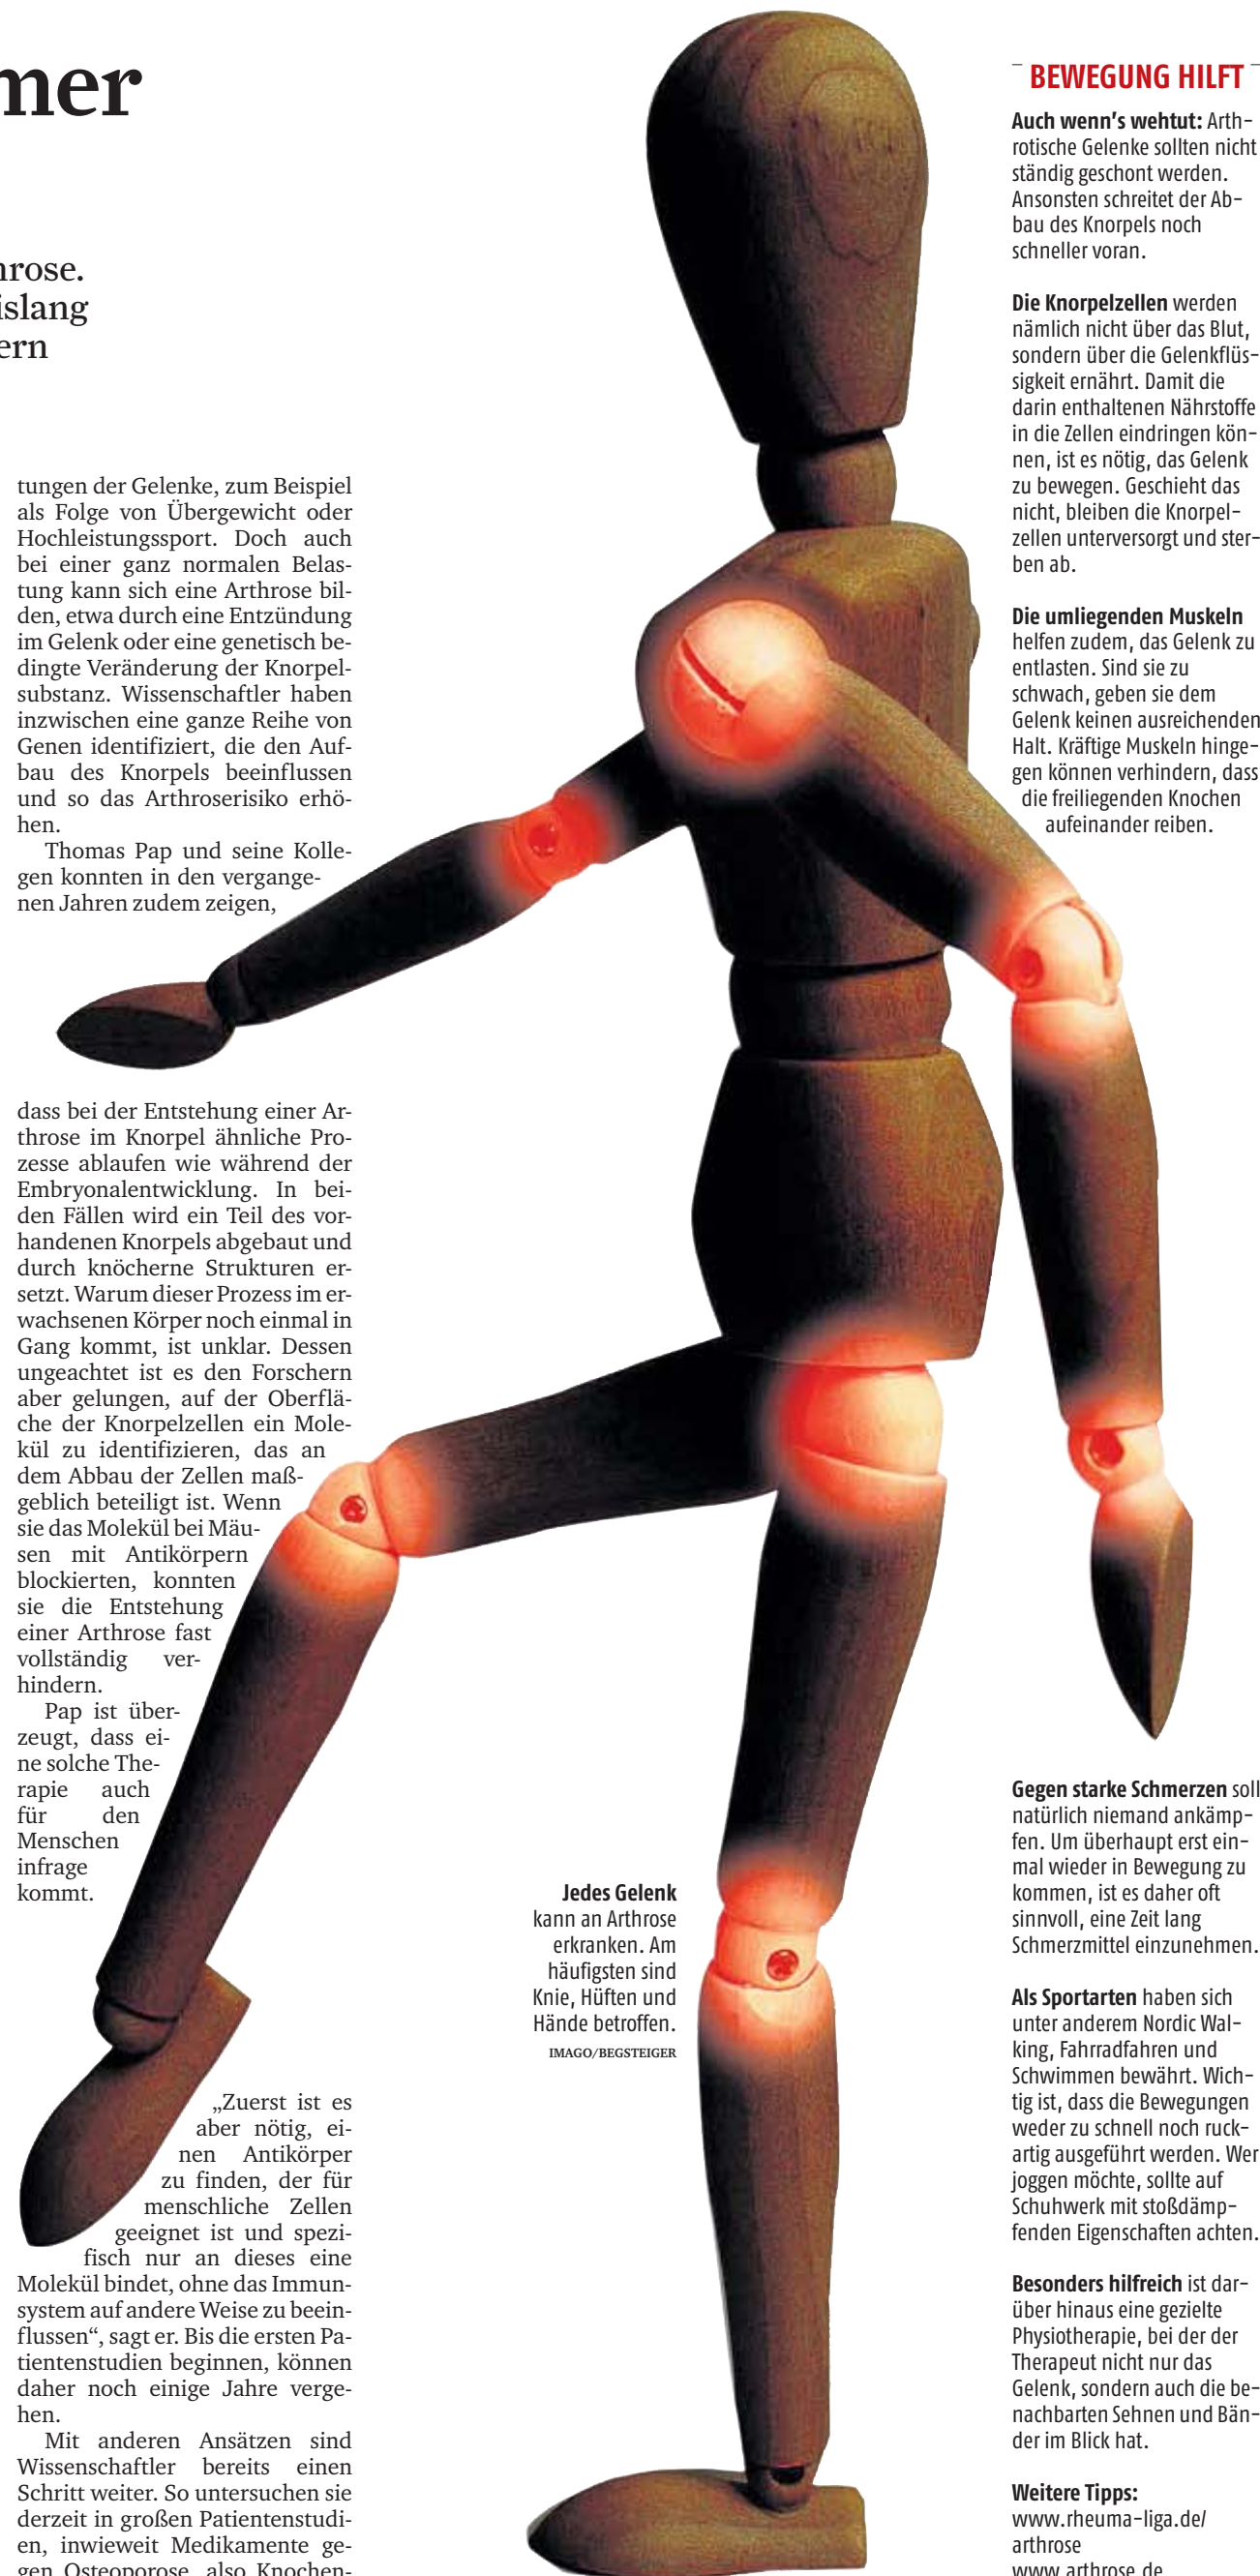 mer
hrose.
islang
ern
tungen der Gelenke, zum Beispiel
als Folge von Übergewicht oder
Hochleistungssport. Doch auch
bei einer ganz normalen Belas-
tung kann sich eine Arthrose bil-
den, etwa durch eine Entzündung
im Gelenk oder eine genetisch be-
dingte Veränderung der Knorpel-
substanz. Wissenschaftler haben
inzwischen eine ganze Reihe von
Genen identifiziert, die den Auf-
bau des Knorpels beeinflussen
und so das Arthroserisiko erhö-
hen.
Thomas Pap und seine Kolle-
gen konnten in den vergange-
nen Jahren zudem zeigen,
dass bei der Entstehung einer Ar-
throse im Knorpel ähnliche Pro-
zesse ablaufen wie während der
Embryonalentwicklung. In bei-
den Fällen wird ein Teil des vor-
handenen Knorpels abgebaut und
durch knöcherne Strukturen er-
setzt. Warum dieser Prozess im er-
wachsenen Körper noch einmal in
Gang kommt, ist unklar. Dessen
ungeachtet ist es den Forschern
aber gelungen, auf der Oberflä-
che der Knorpelzellen ein Mole-
kül zu identifizieren, das an
dem Abbau der Zellen maß-
geblich beteiligt ist. Wenn
sie das Molekül bei Mäu-
sen mit Antikörpern
blockierten, konnten
sie die Entstehung
einer Arthrose fast
vollständig ver-
hindern.
Pap ist über-
zeugt, dass ei-
ne solche The-
rapie auch
für den
Menschen
infrage
kommt.
„Zuerst ist es
aber nötig, ei-
nen Antikörper
zu finden, der für
menschliche Zellen
geeignet ist und spezi-
fisch nur an dieses eine
Molekül bindet, ohne das Immun-
system auf andere Weise zu beein-
flussen“, sagt er. Bis die ersten Pa-
tientenstudien beginnen, können
daher noch einige Jahre verge-
hen.
Mit anderen Ansätzen sind
Wissenschaftler bereits einen
Schritt weiter. So untersuchen sie
derzeit in großen Patientenstudi-
en, inwieweit Medikamente ge-
gen Osteoporose, also Knochen-
Jedes Gelenk
kann an Arthrose
erkranken. Am
häufigsten sind
Knie, Hüften und
Hände betroffen.
IMAGO/BEGSTEIGER
BEWEGUNG HILFT
Auch wenn's wehtut: Arth-
rotische Gelenke sollten nicht
ständig geschont werden.
Ansonsten schreitet der Ab-
bau des Knorpels noch
schneller voran.
Die Knorpelzellen werden
nämlich nicht über das Blut,
sondern über die Gelenkflüs-
sigkeit ernährt. Damit die
darin enthaltenen Nährstoffe
in die Zellen eindringen kön-
nen, ist es nötig, das Gelenk
zu bewegen. Geschieht das
nicht, bleiben die Knorpel-
zellen unterversorgt und ster-
ben ab.
Die umliegenden Muskeln
helfen zudem, das Gelenk zu
entlasten. Sind sie zu
schwach, geben sie dem
Gelenk keinen ausreichenden
Halt. Kräftige Muskeln hinge-
gen können verhindern, dass
die freiliegenden Knochen
aufeinander reiben.
Gegen starke Schmerzen soll
natürlich niemand ankämp-
fen. Um überhaupt erst ein-
mal wieder in Bewegung zu
kommen, ist es daher oft
sinnvoll, eine Zeit lang
Schmerzmittel einzunehmen.
Als Sportarten haben sich
unter anderem Nordic Wal-
king, Fahrradfahren und
Schwimmen bewährt. Wich-
tig ist, dass die Bewegungen
weder zu schnell noch ruck-
artig ausgeführt werden. Wer
joggen möchte, sollte auf
Schuhwerk mit stoßdämp-
fenden Eigenschaften achten.
Besonders hilfreich ist dar-
über hinaus eine gezielte
Physiotherapie, bei der der
Therapeut nicht nur das
Gelenk, sondern auch die be-
nachbarten Sehnen und Bän-
der im Blick hat.
Weitere Tipps:
www.rheuma-liga.de/
arthrose
www.arthrose.de